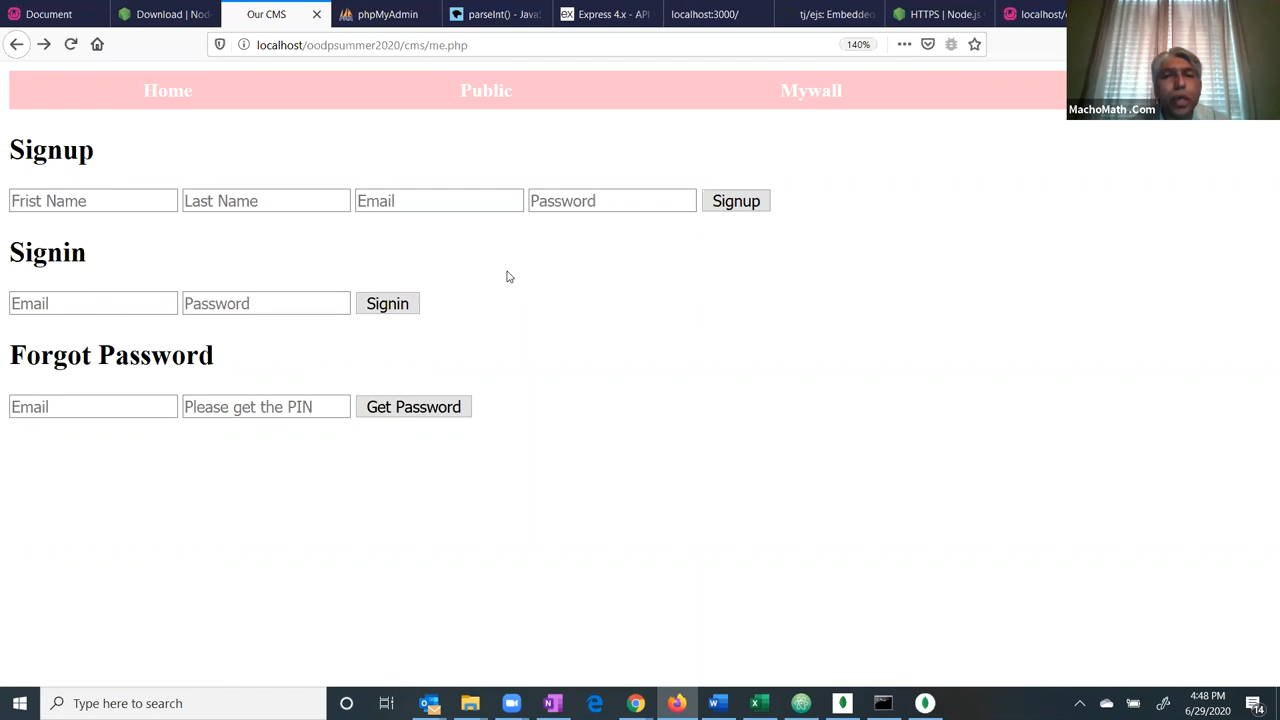 Document
Download | Nod
Our CMS
phpMyAdmin
parseInt() - JavaS
Express 4.x - API
localhost:3000/
tj/ejs: Embedded
HTTPS | Node.js
localhost/
localhost/oodpsummer2020/cms/me.php
140%
MachoMath .Com
Home Public Mywall
Signup
Frist Name Last Name Email Password Signup
Signin
Email Password Signin
Forgot Password
Email Please get the PIN Get Password
Type here to search
4:48 PM
6/29/2020
14